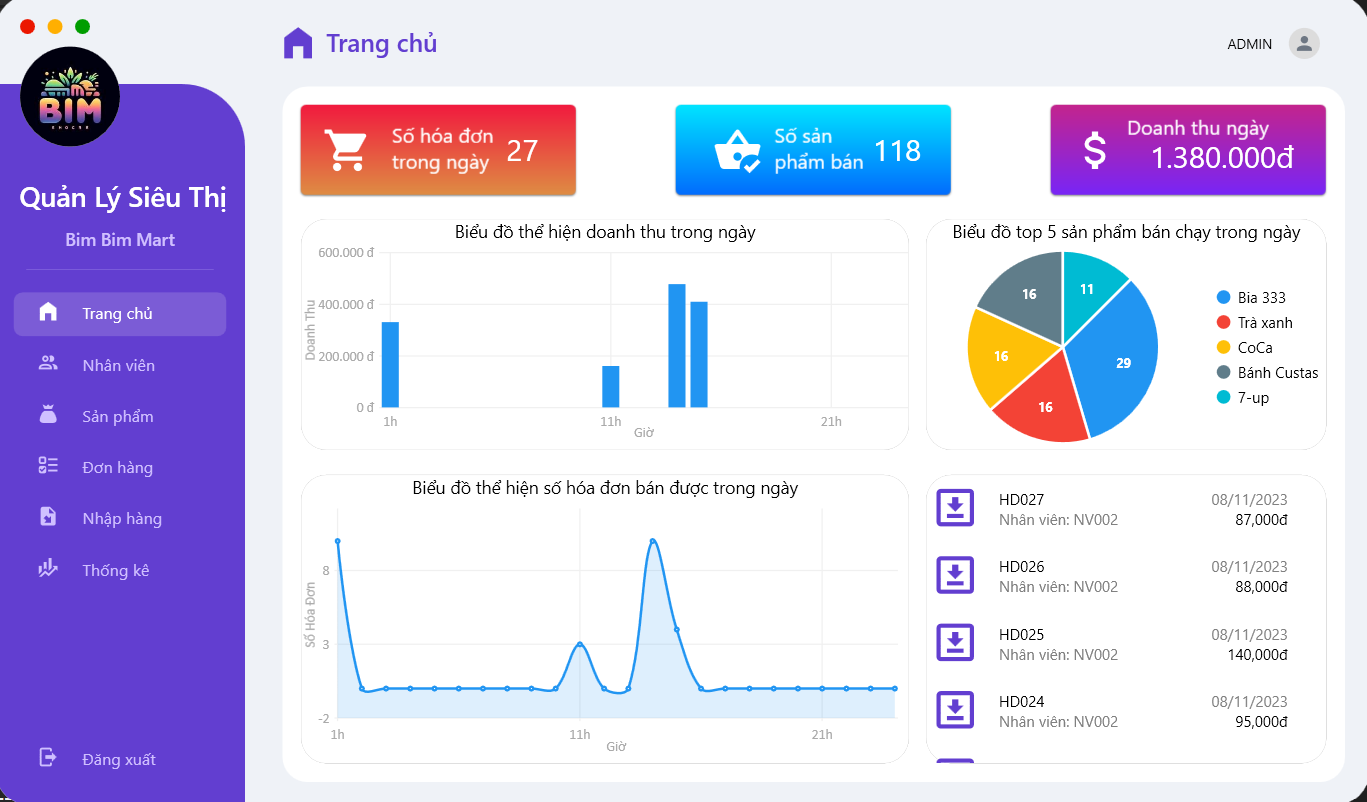 BIM
Trang chủ
ADMIN
Quản Lý Siêu Thị
Bim Bim Mart
Trang chủ
Nhân viên
Sản phẩm
Đơn hàng
Nhập hàng
Thống kê
Đăng xuất
Số hóa đơn
trong ngày
27
Số sản
phẩm bán
118
Doanh thu ngày
1.380.000đ
Biểu đồ thể hiện doanh thu trong ngày
600.000 đ
400.000 đ
200.000 đ
0 đ
Doanh Thu
1h
11h
21h
Giờ
Biểu đồ top 5 sản phẩm bán chạy trong ngày
11
29
16
16
16
Bia 333
Trà xanh
CoCa
Bánh Custas
7-up
Biểu đồ thể hiện số hóa đơn bán được trong ngày
8
3
-2
Số Hóa Đơn
1h
11h
21h
Giờ
HD027 08/11/2023
Nhân viên: NV002 87,000đ
HD026 08/11/2023
Nhân viên: NV002 88,000đ
HD025 08/11/2023
Nhân viên: NV002 140,000đ
HD024 08/11/2023
Nhân viên: NV002 95,000đ